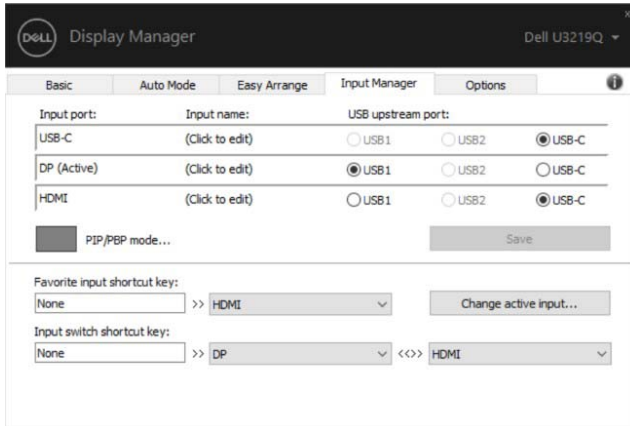 DELL Display Manager Dell U3219Q
Basic Auto Mode Easy Arrange Input Manager Options
Input port: Input name: USB upstream port:
USB-C (Click to edit) USB1 USB2 USB-C
DP (Active) (Click to edit) USB1 USB2 USB-C
HDMI (Click to edit) USB1 USB2 USB-C
PIP/PBP mode... Save
Favorite input shortcut key:
None >> HDMI Change active input...
Input switch shortcut key:
None >> DP <<>> HDMI